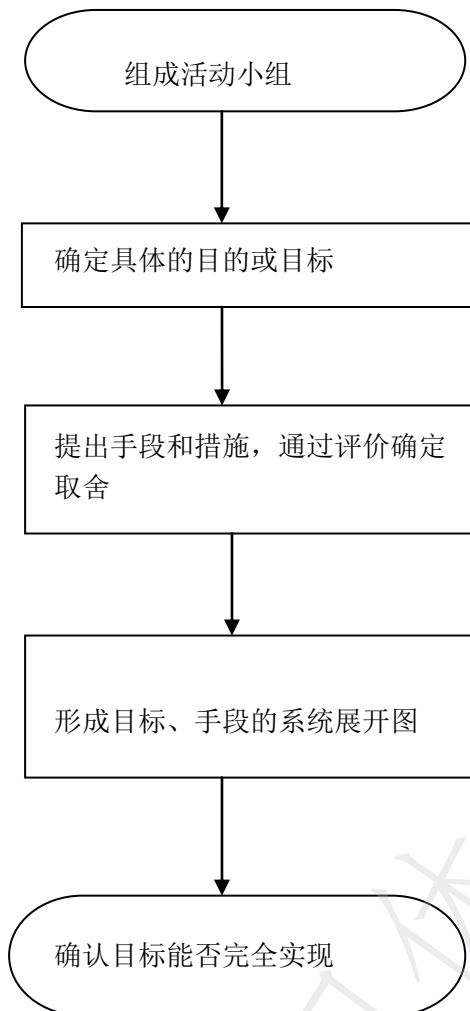 组成活动小组
确定具体的目的或目标
提出手段和措施，通过评价确定
取舍
形成目标、手段的系统展开图
确认目标能否完全实现